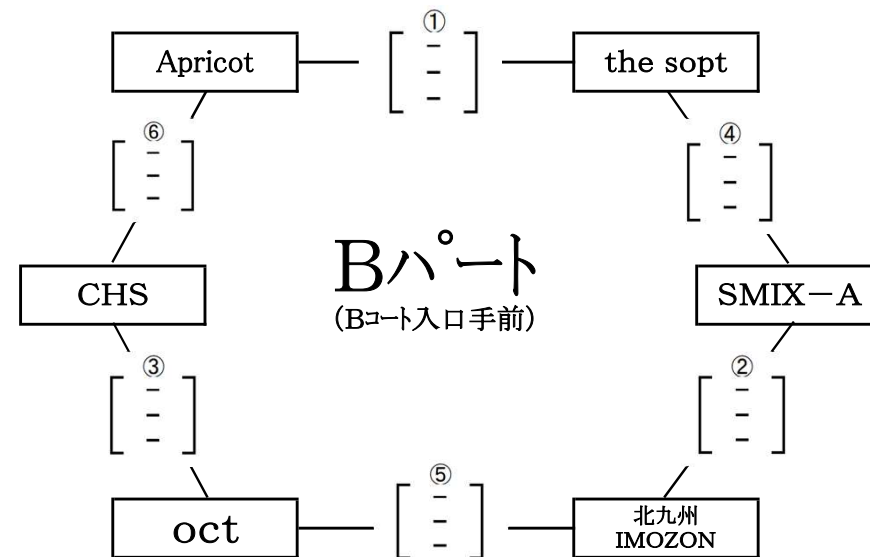 ①
Apricot
[ － － － ]
the sopt
⑥
[ － － － ]
④
[ － － － ]
Bパート
(Bコート入口手前)
CHS
SMIX－A
③
[ － － － ]
②
[ － － － ]
⑤
oct
[ － － － ]
北九州
IMOZON